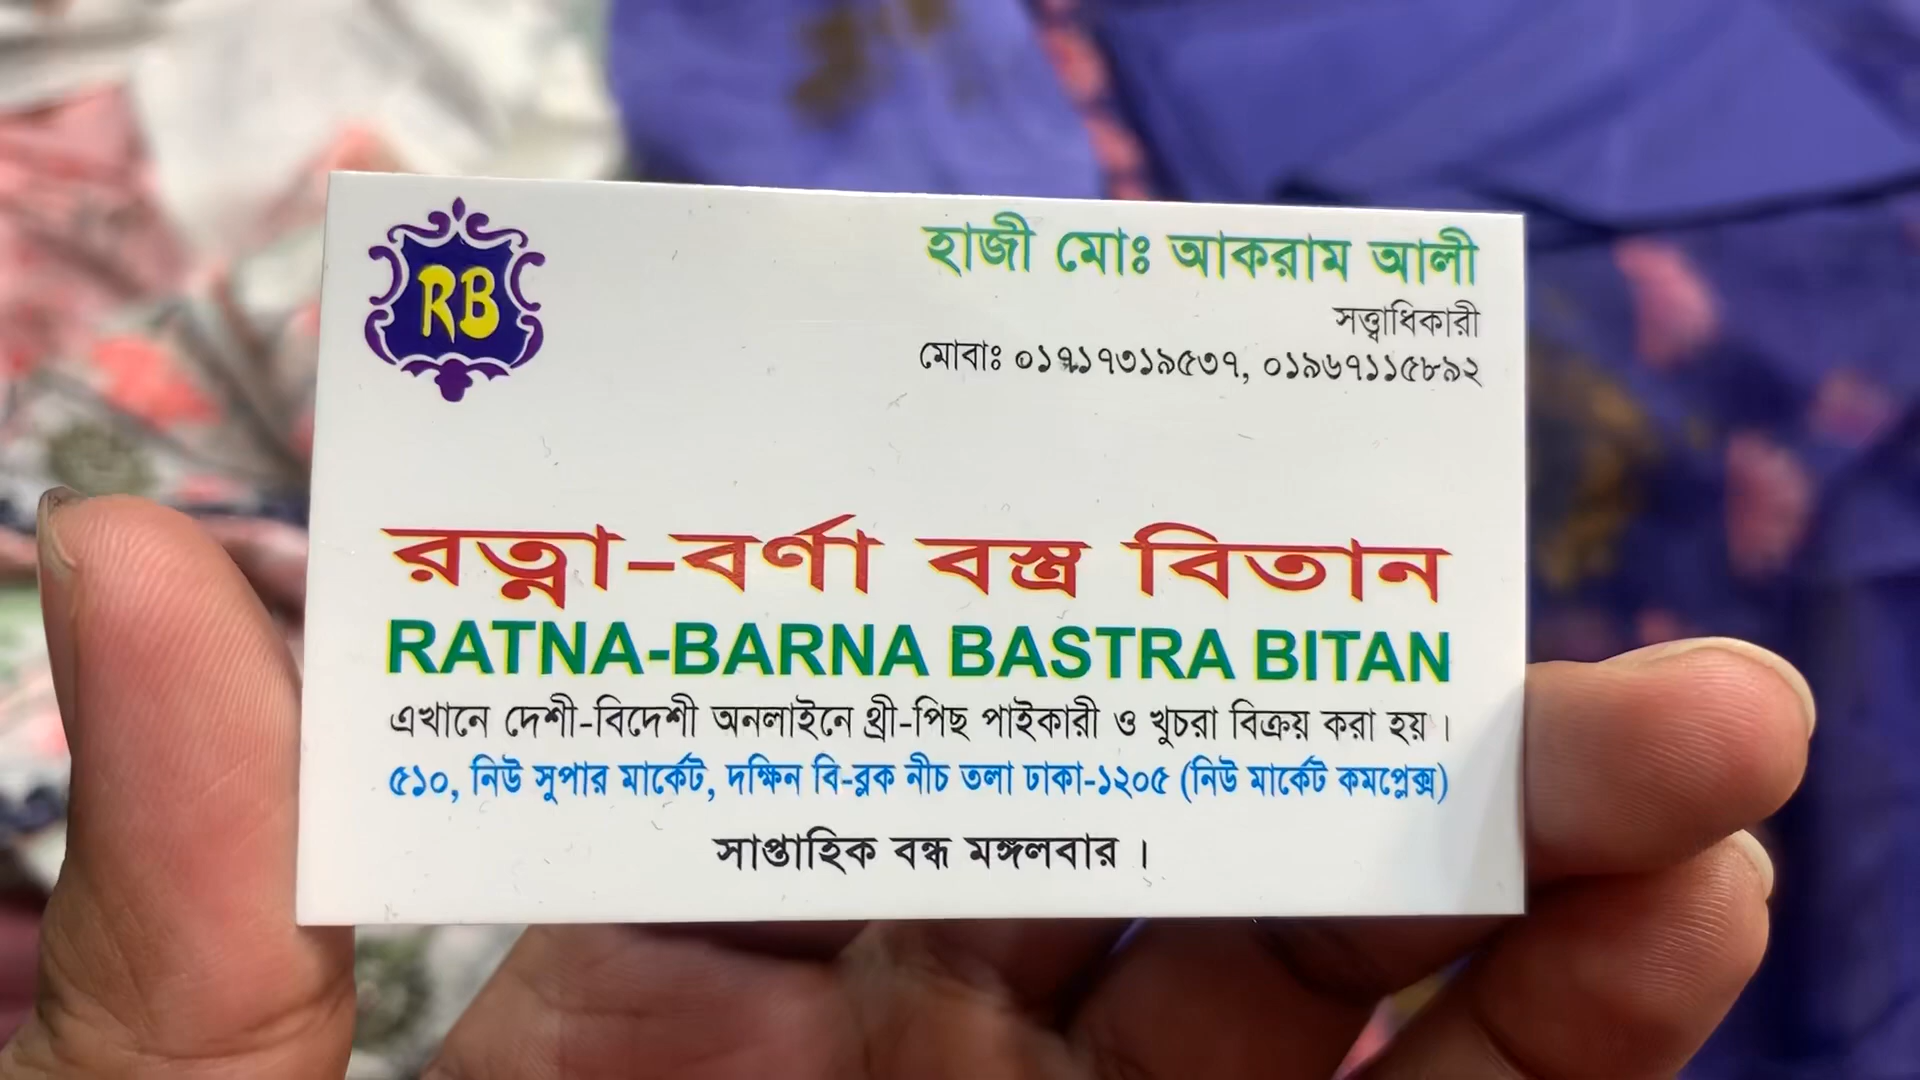 RB
হাজী মোঃ আকরাম আলী
সত্ত্বাধিকারী
মোবাঃ ০১৭১৭৩১৯৫৩৭, ০১৯৬৭১১৫৮৯২
রত্না-বর্ণা বস্ত্র বিতান
RATNA-BARNA BASTRA BITAN
এখানে দেশী-বিদেশী অনলাইনে থ্রী-পিছ পাইকারী ও খুচরা বিক্রয় করা হয়।
৫১০, নিউ সুপার মার্কেট, দক্ষিন বি-ব্লক নীচ তলা ঢাকা-১২০৫ (নিউ মার্কেট কমপ্লেক্স)
সাপ্তাহিক বন্ধ মঙ্গলবার ।